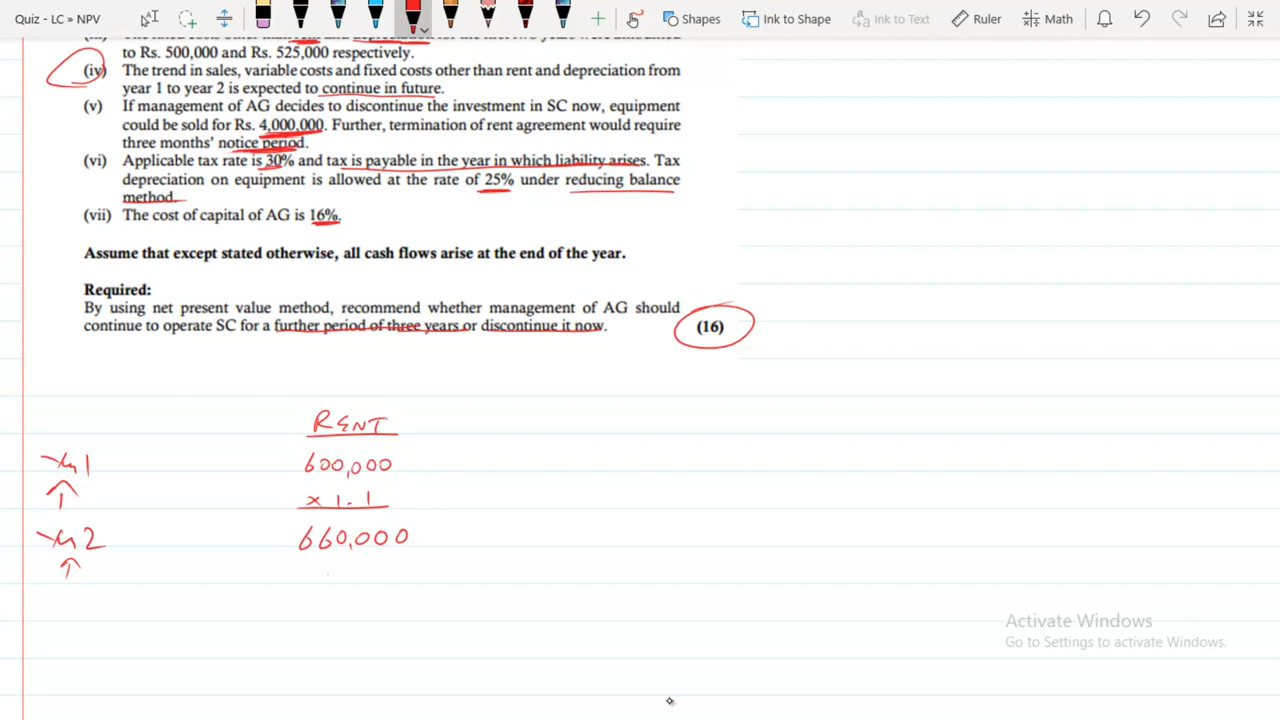 Quiz - LC » NPV
Shapes
Ink to Shape
Ink to Text
Ruler
Math
to Rs. 500,000 and Rs. 525,000 respectively.
(iv) The trend in sales, variable costs and fixed costs other than rent and depreciation from
year 1 to year 2 is expected to continue in future.
(v) If management of AG decides to discontinue the investment in SC now, equipment
could be sold for Rs. 4,000,000. Further, termination of rent agreement would require
three months' notice period.
(vi) Applicable tax rate is 30% and tax is payable in the year in which liability arises. Tax
depreciation on equipment is allowed at the rate of 25% under reducing balance
method.
(vii) The cost of capital of AG is 16%.
Assume that except stated otherwise, all cash flows arise at the end of the year.
Required:
By using net present value method, recommend whether management of AG should
continue to operate SC for a further period of three years or discontinue it now.
(16)
RENT
600,000
x 1.1
660,000
Activate Windows
Go to Settings to activate Windows.